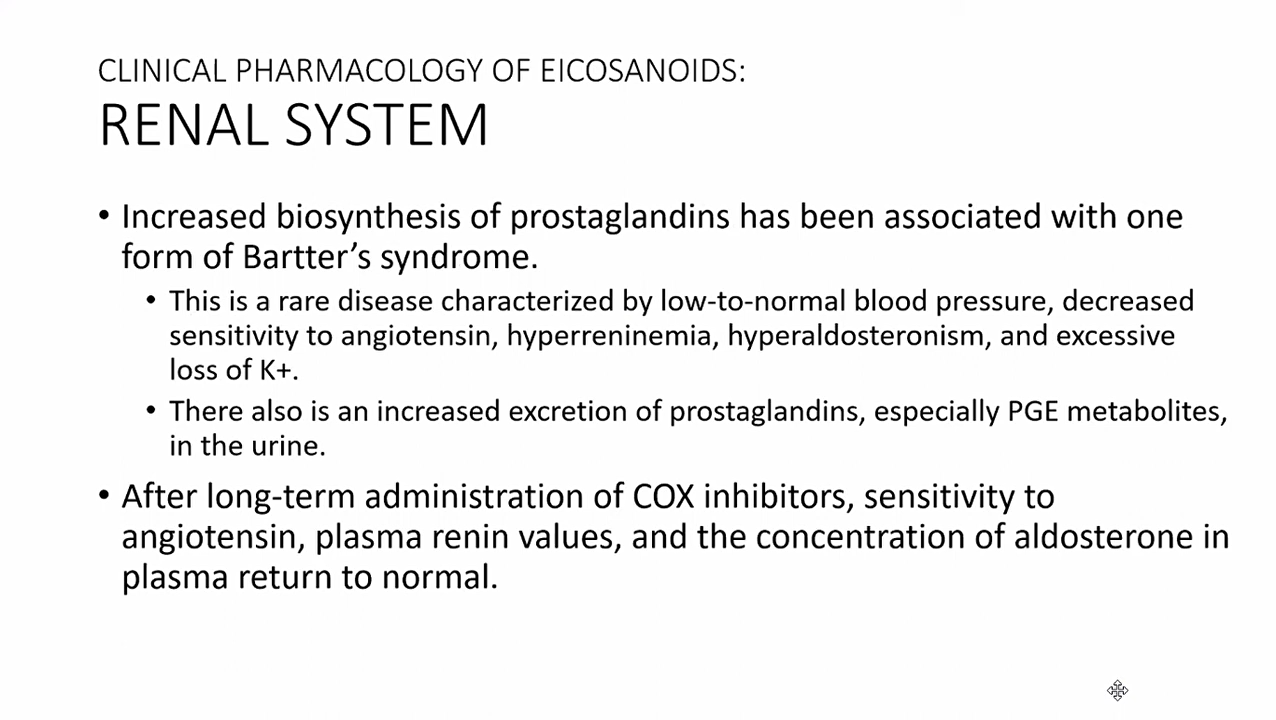 CLINICAL PHARMACOLOGY OF EICOSANOIDS:
RENAL SYSTEM
• Increased biosynthesis of prostaglandins has been associated with one
form of Bartter’s syndrome.
• This is a rare disease characterized by low-to-normal blood pressure, decreased
sensitivity to angiotensin, hyperreninemia, hyperaldosteronism, and excessive
loss of K+.
• There also is an increased excretion of prostaglandins, especially PGE metabolites,
in the urine.
• After long-term administration of COX inhibitors, sensitivity to
angiotensin, plasma renin values, and the concentration of aldosterone in
plasma return to normal.